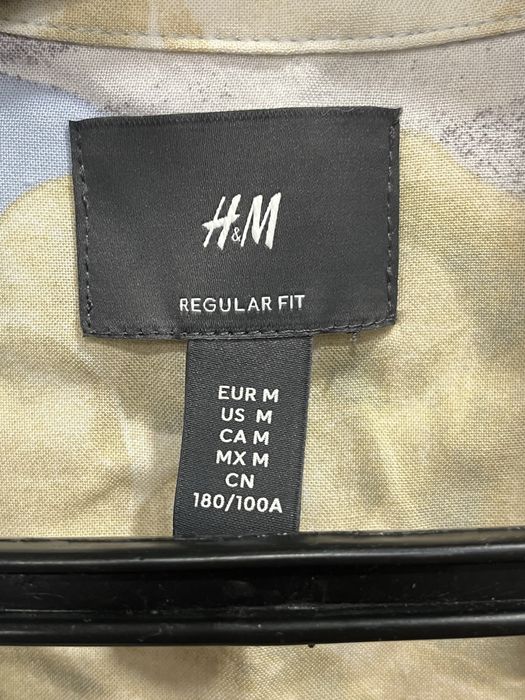 H&M
REGULAR FIT
EUR M
US M
CA M
MX M
CN
180/100A